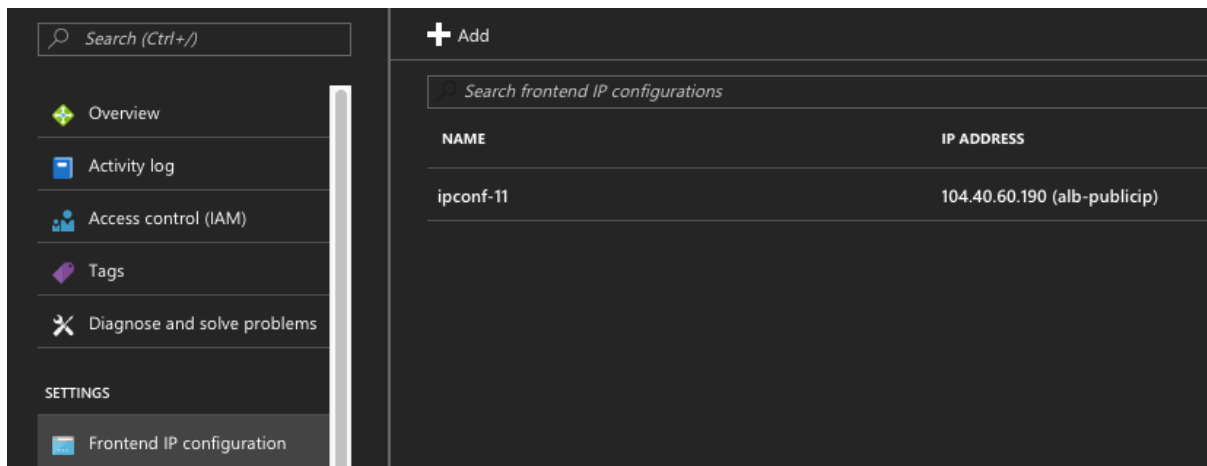 Search (Ctrl+/)
Overview
Activity log
Access control (IAM)
Tags
Diagnose and solve problems
SETTINGS
Frontend IP configuration
Add
Search frontend IP configurations
NAME IP ADDRESS
ipconf-11 104.40.60.190 (alb-publicip)